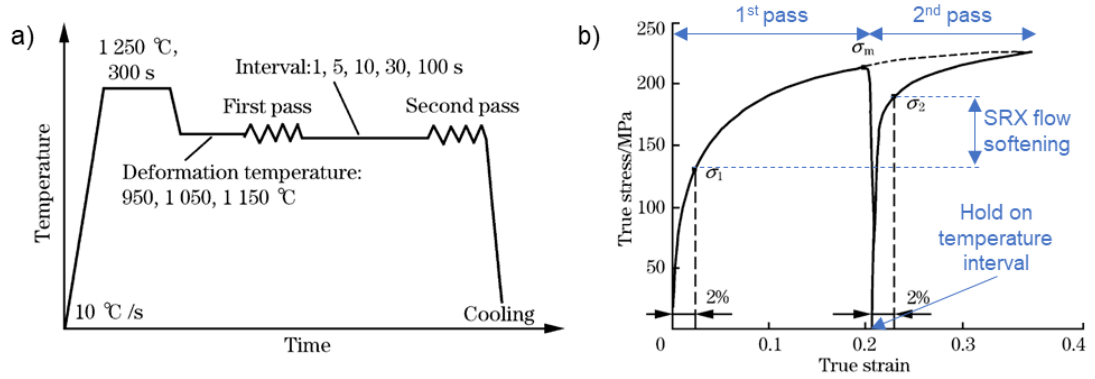 a)
1 250 ℃,
300 s
Interval:1, 5, 10, 30, 100 s
First pass
Second pass
Deformation temperature:
950, 1 050, 1 150 ℃
10 ℃/s
Cooling
Temperature
Time
b)
1st pass
2nd pass
250
200
150
100
50
0
0.1
0.2
0.3
0.4
True stress/MPa
True strain
σm
σ2
σ1
SRX flow
softening
Hold on
temperature
interval
2%
2%